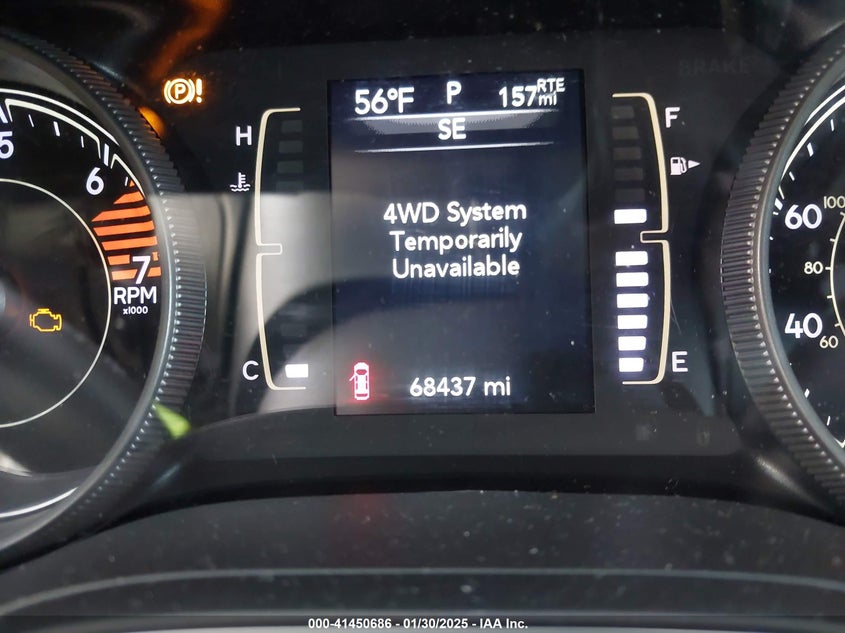 BRAKE
56°F P 157 RTE mi
SE
H
F
5
6
4WD System
Temporarily
Unavailable
60
100
80
7
RPM
x1000
40
60
C
E
68437 mi
000-41450686 - 01/30/2025 - IAA Inc.